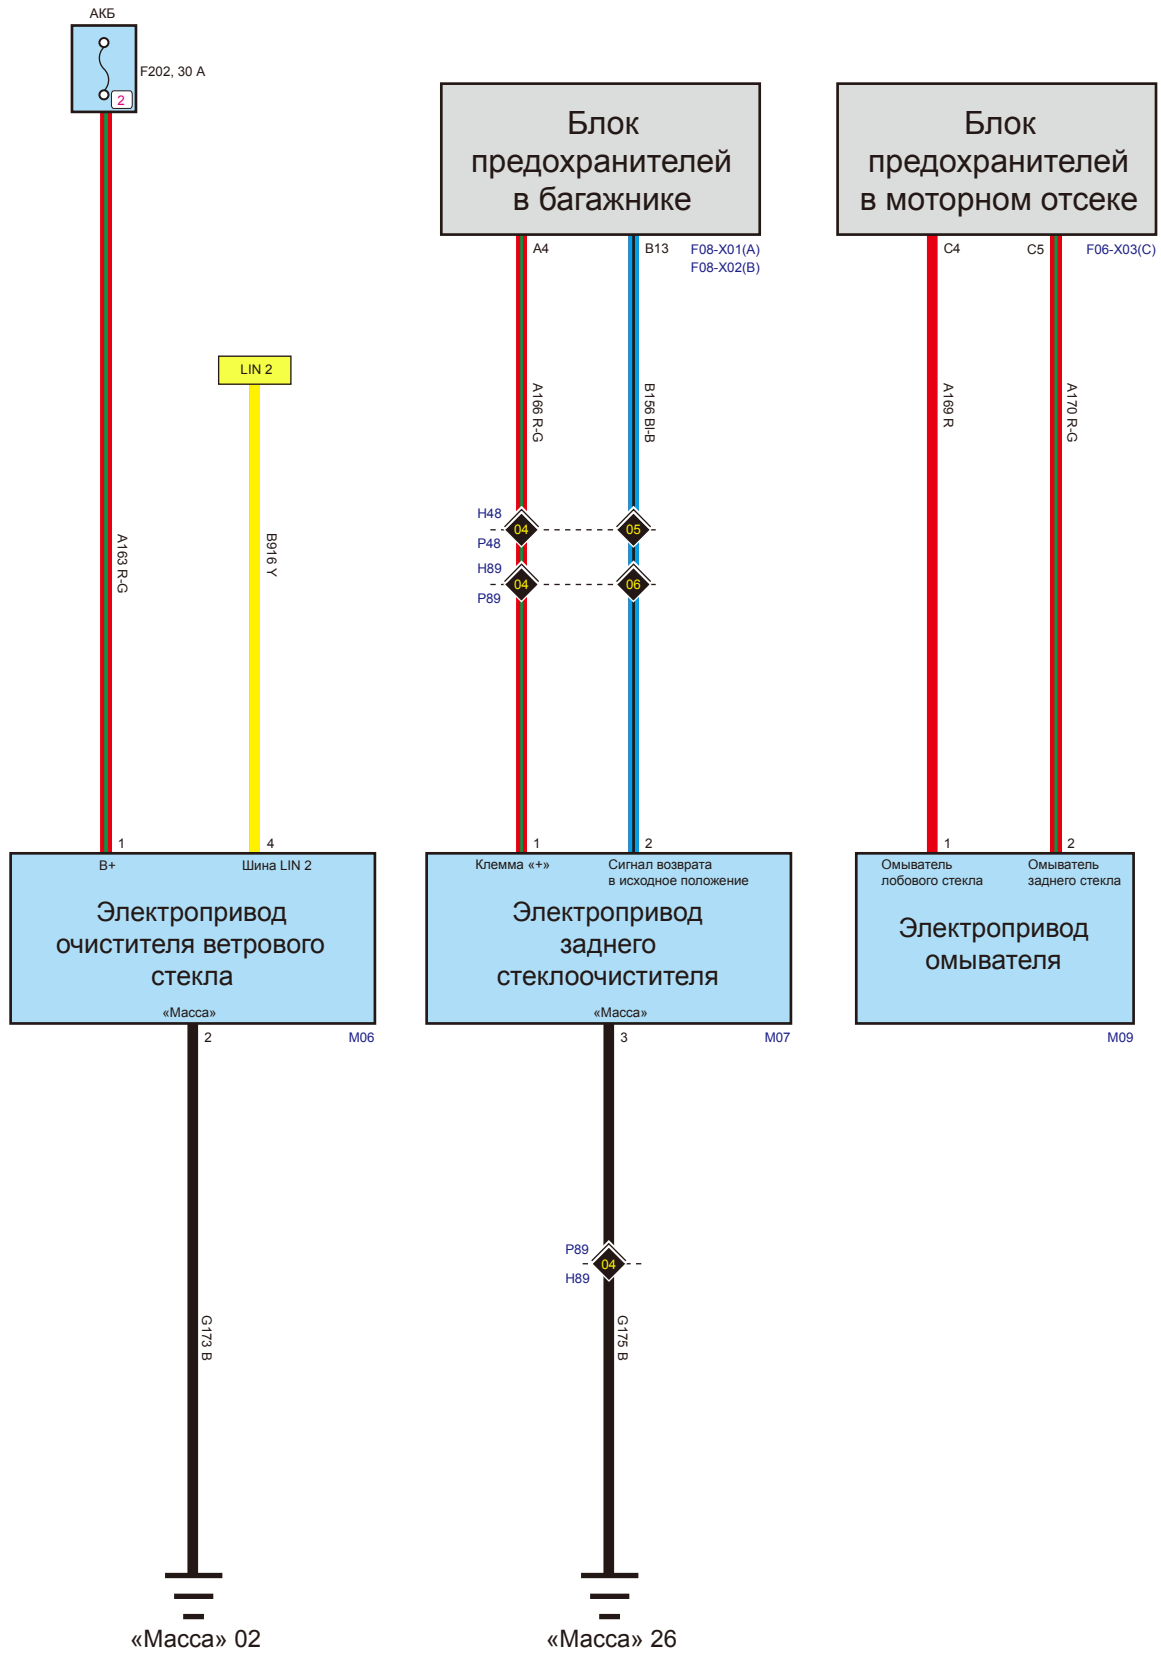 АКБ
F202, 30 А
2
A163 R-G
LIN 2
B916 Y
1
4
В+
Шина LIN 2
Электропривод
очистителя ветрового
стекла
«Масса»
2
M06
G173 B
«Масса» 02
Блок
предохранителей
в багажнике
A4
B13
F08-X01(A)
F08-X02(B)
A166 R-G
B156 Bl-B
H48
04
05
P48
H89
04
06
P89
1
2
Клемма «+»
Сигнал возврата
в исходное положение
Электропривод
заднего
стеклоочистителя
«Масса»
3
M07
P89
04
H89
G175 B
«Масса» 26
Блок
предохранителей
в моторном отсеке
C4
C5
F06-X03(C)
A169 R
A170 R-G
1
2
Омыватель
лобового стекла
Омыватель
заднего стекла
Электропривод
омывателя
M09